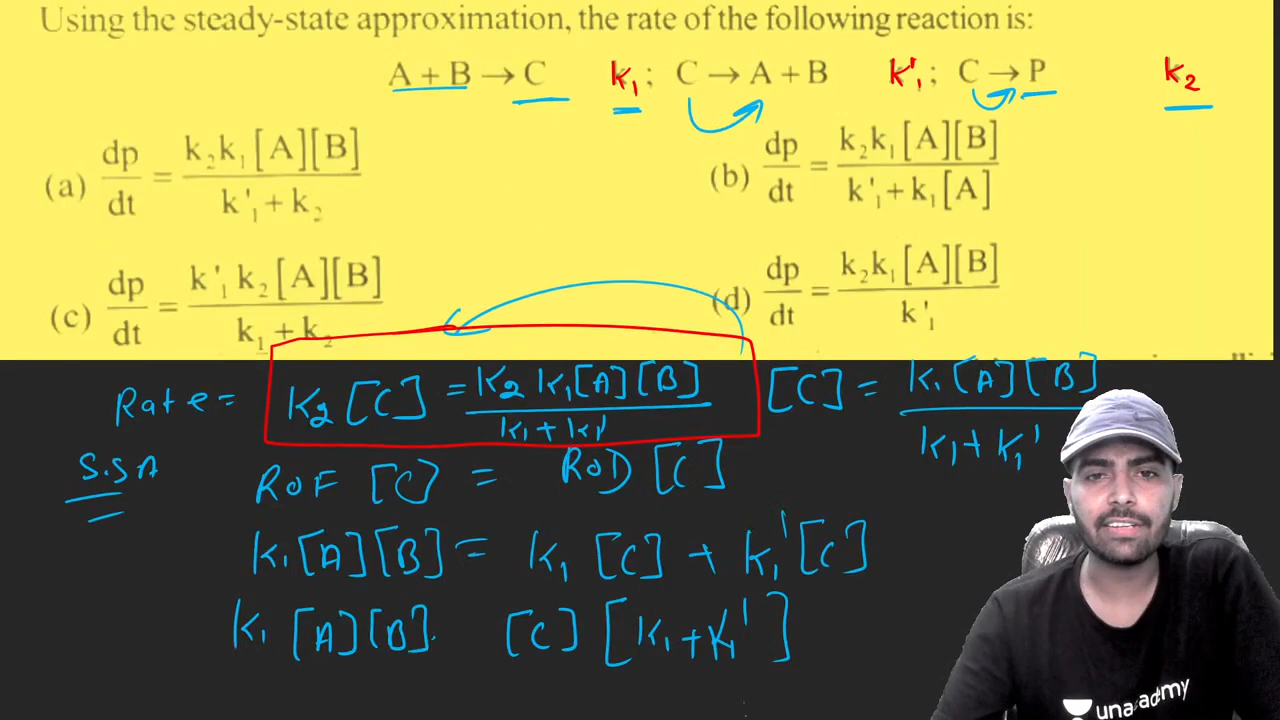 Using the steady-state approximation, the rate of the following reaction is:
A + B → C k₁; C → A + B k'₁; C → P k₂
(a) dp/dt = k₂k₁[A][B] / k'₁ + k₂
(b) dp/dt = k₂k₁[A][B] / k'₁ + k₁[A]
(c) dp/dt = k'₁k₂[A][B] / k₁ + k₂
(d) dp/dt = k₂k₁[A][B] / k'₁
Rate = K₂[C] = K₂K₁[A][B] / K₁ + K₁' [C] = K₁[A][B] / K₁ + K₁'
S.SA ROF [C] = ROD [C]
K₁[A][B] = K₁[C] + K₁'[C]
K₁[A][B] [C][K₁ + K₁']
unacademy